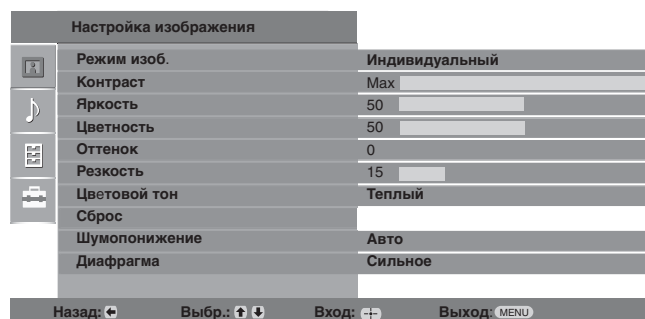 Настройка изображения
Режим изоб. Индивидуальный
Контраст Max
Яркость 50
Цветность 50
Оттенок 0
Резкость 15
Цветовой тон Теплый
Сброс
Шумопонижение Авто
Диафрагма Сильное
Назад: Выбр.: Вход: Выход: MENU